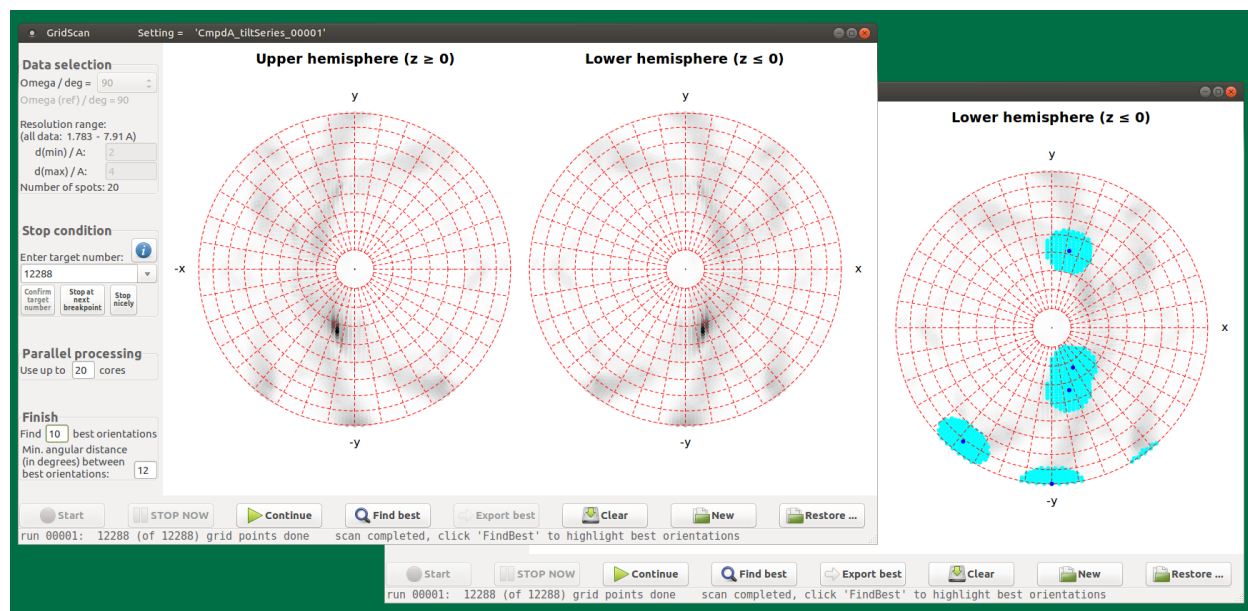 GridScan Setting = 'CmpdA_tiltSeries_00001'
Data selection
Omega / deg = 90
Omega (ref) / deg = 90
Resolution range:
(all data: 1.783 - 7.91 A)
d(min) / A: 2
d(max) / A: 4
Number of spots: 20
Stop condition
i
Enter target number:
12288
Confirm
target
number
Stop at
next
breakpoint
Stop
nicely
Parallel processing
Use up to 20 cores
Finish
Find 10 best orientations
Min. angular distance
(in degrees) between
best orientations: 12
Upper hemisphere (z ≥ 0)
y
-x
-y
Lower hemisphere (z ≤ 0)
y
x
-y
Start STOP NOW Continue Find best Export best Clear New Restore ...
run 00001: 12288 (of 12288) grid points done scan completed, click 'FindBest' to highlight best orientations
Lower hemisphere (z ≤ 0)
y
x
-y
Start STOP NOW Continue Find best Export best Clear New Restore ...
run 00001: 12288 (of 12288) grid points done scan completed, click 'FindBest' to highlight best orientations